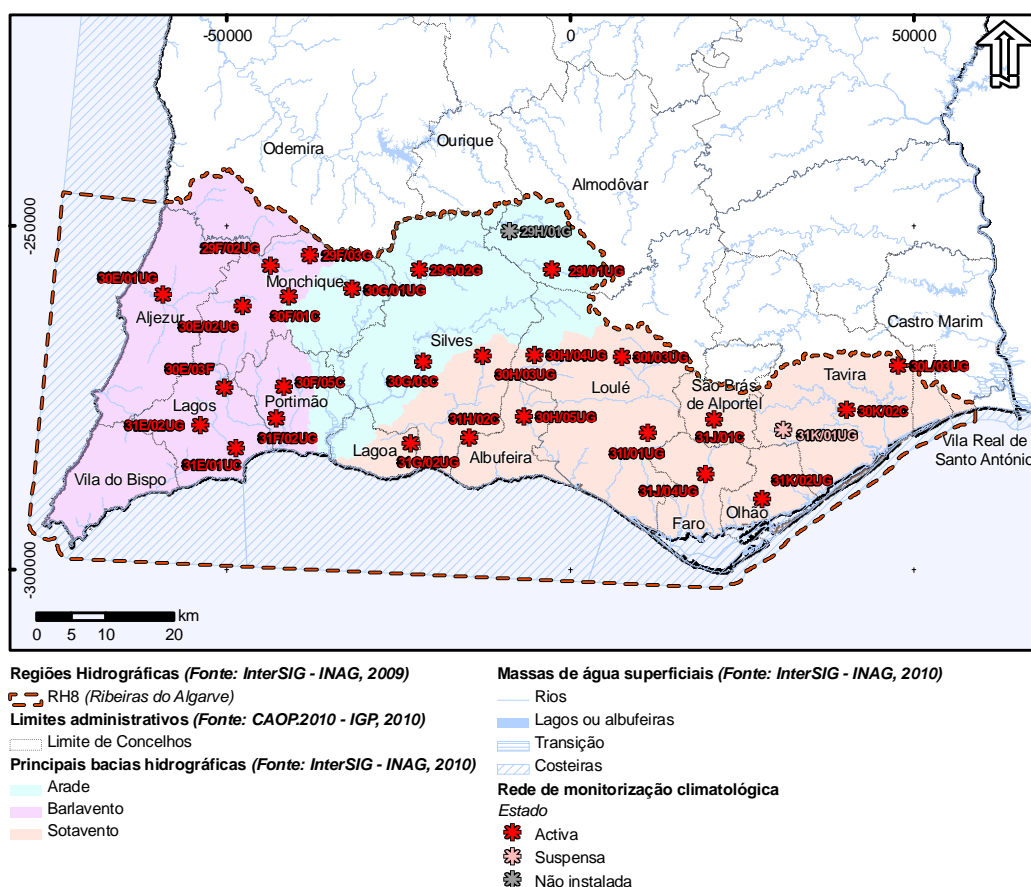 -50000
0
50000
N
Ourique
Odemira
Almodôvar
-250000
29H/01G
29F/02UG
29F/03G
29G/02G
29I/01UG
30E/01UG
Monchique
30G/01UG
30F/01C
Aljezur
30E/02UG
Castro Marim
Silves
30H/04UG
30I/03UG
30L/03UG
30E/03F
30G/03C
30H/03UG
Tavira
30F/05C
Loulé
São Brás
de Alportel
Portimão
Lagos
30K/02C
31E/02UG
31H/02C
30H/05UG
31F/02UG
31J/01C
31K/01UG
31I/01UG
Vila Real de
Santo António
Lagoa
Albufeira
31G/02UG
31E/01UC
Vila do Bispo
31J/04UG
31K/02UG
Olhão
Faro
-300000
km
0 5 10 20
Regiões Hidrográficas (Fonte: InterSIG - INAG, 2009)
RH8 (Ribeiras do Algarve)
Limites administrativos (Fonte: CAOP.2010 - IGP, 2010)
Limite de Concelhos
Principais bacias hidrográficas (Fonte: InterSIG - INAG, 2010)
Arade
Barlavento
Sotavento
Massas de água superficiais (Fonte: InterSIG - INAG, 2010)
Rios
Lagos ou albufeiras
Transição
Costeiras
Rede de monitorização climatológica
Estado
Activa
Suspensa
Não instalada